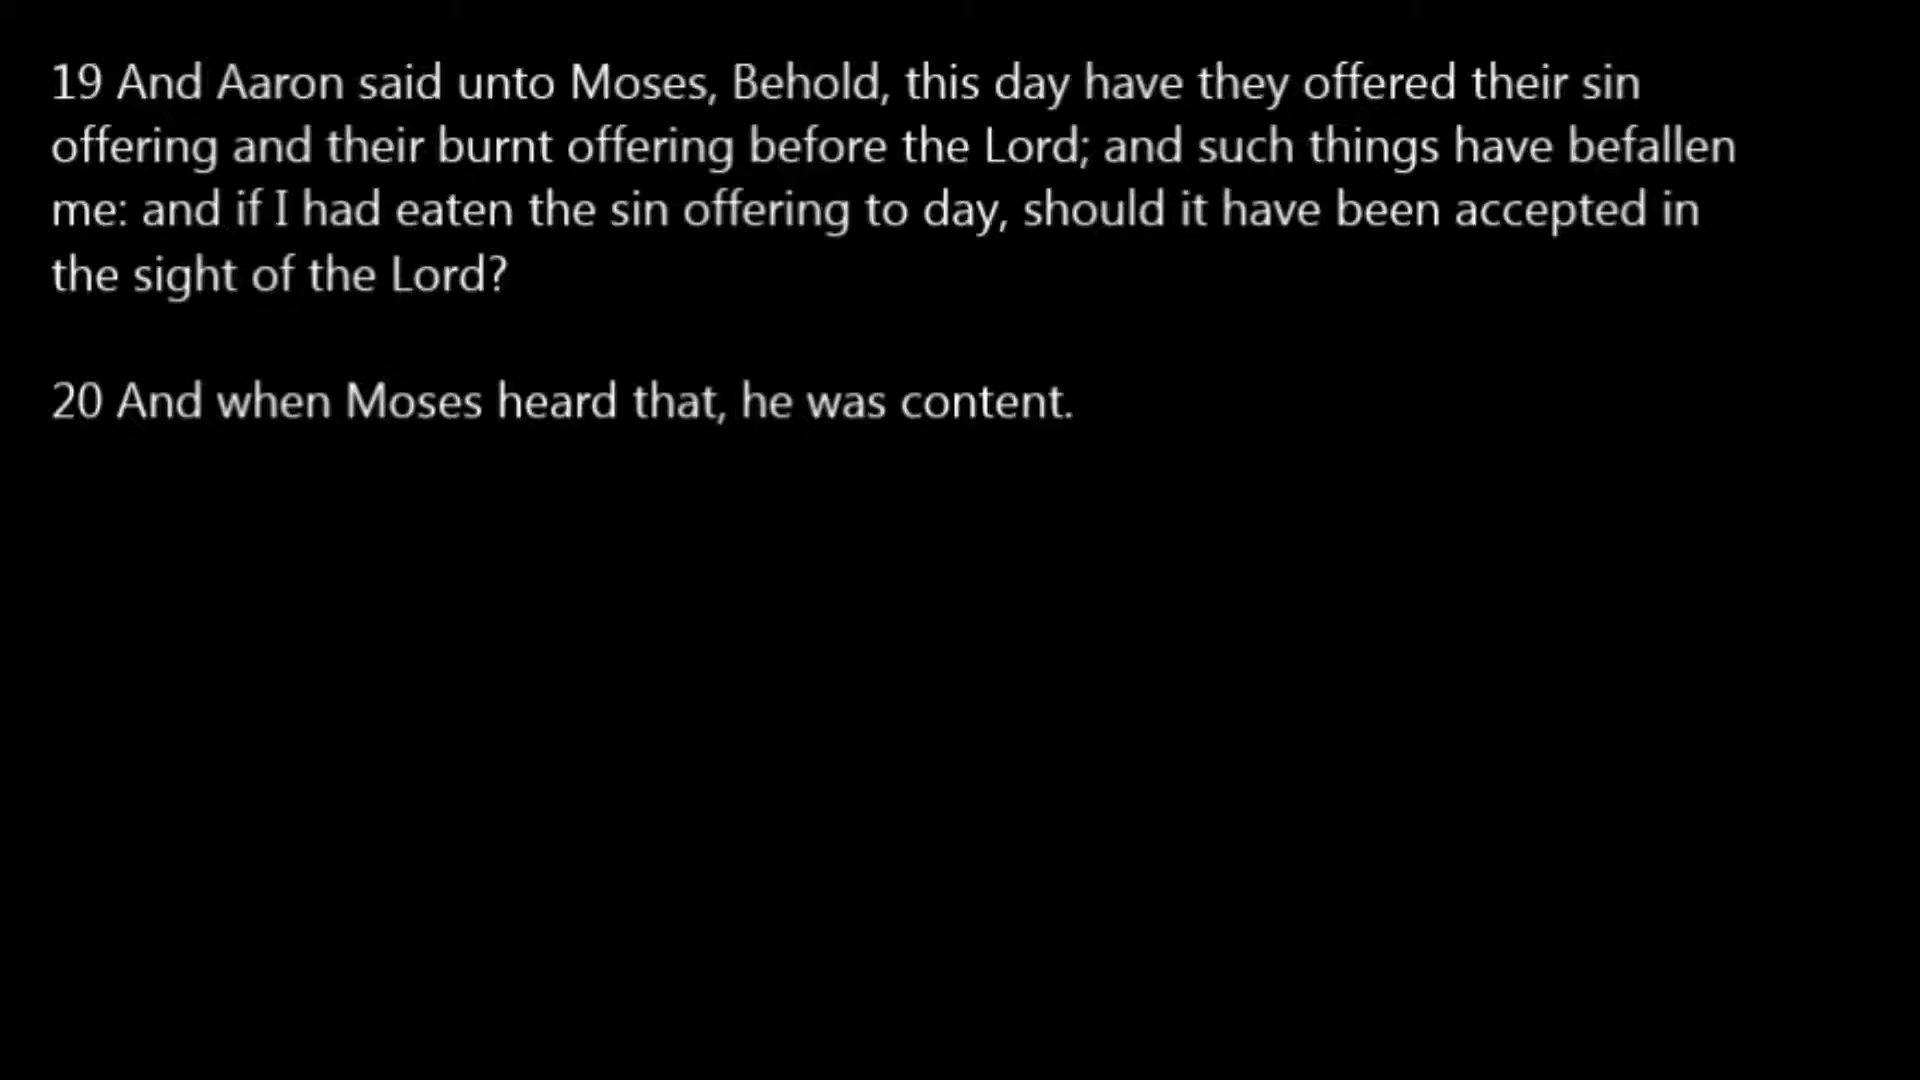 19 And Aaron said unto Moses, Behold, this day have they offered their sin
offering and their burnt offering before the Lord; and such things have befallen
me: and if I had eaten the sin offering to day, should it have been accepted in
the sight of the Lord?
20 And when Moses heard that, he was content.